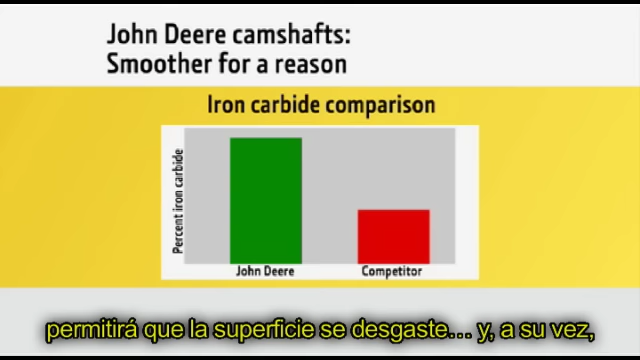 John Deere camshafts:
Smoother for a reason
Iron carbide comparison
Percent iron carbide
John Deere
Competitor
permitirá que la superficie se desgaste… y, a su vez,